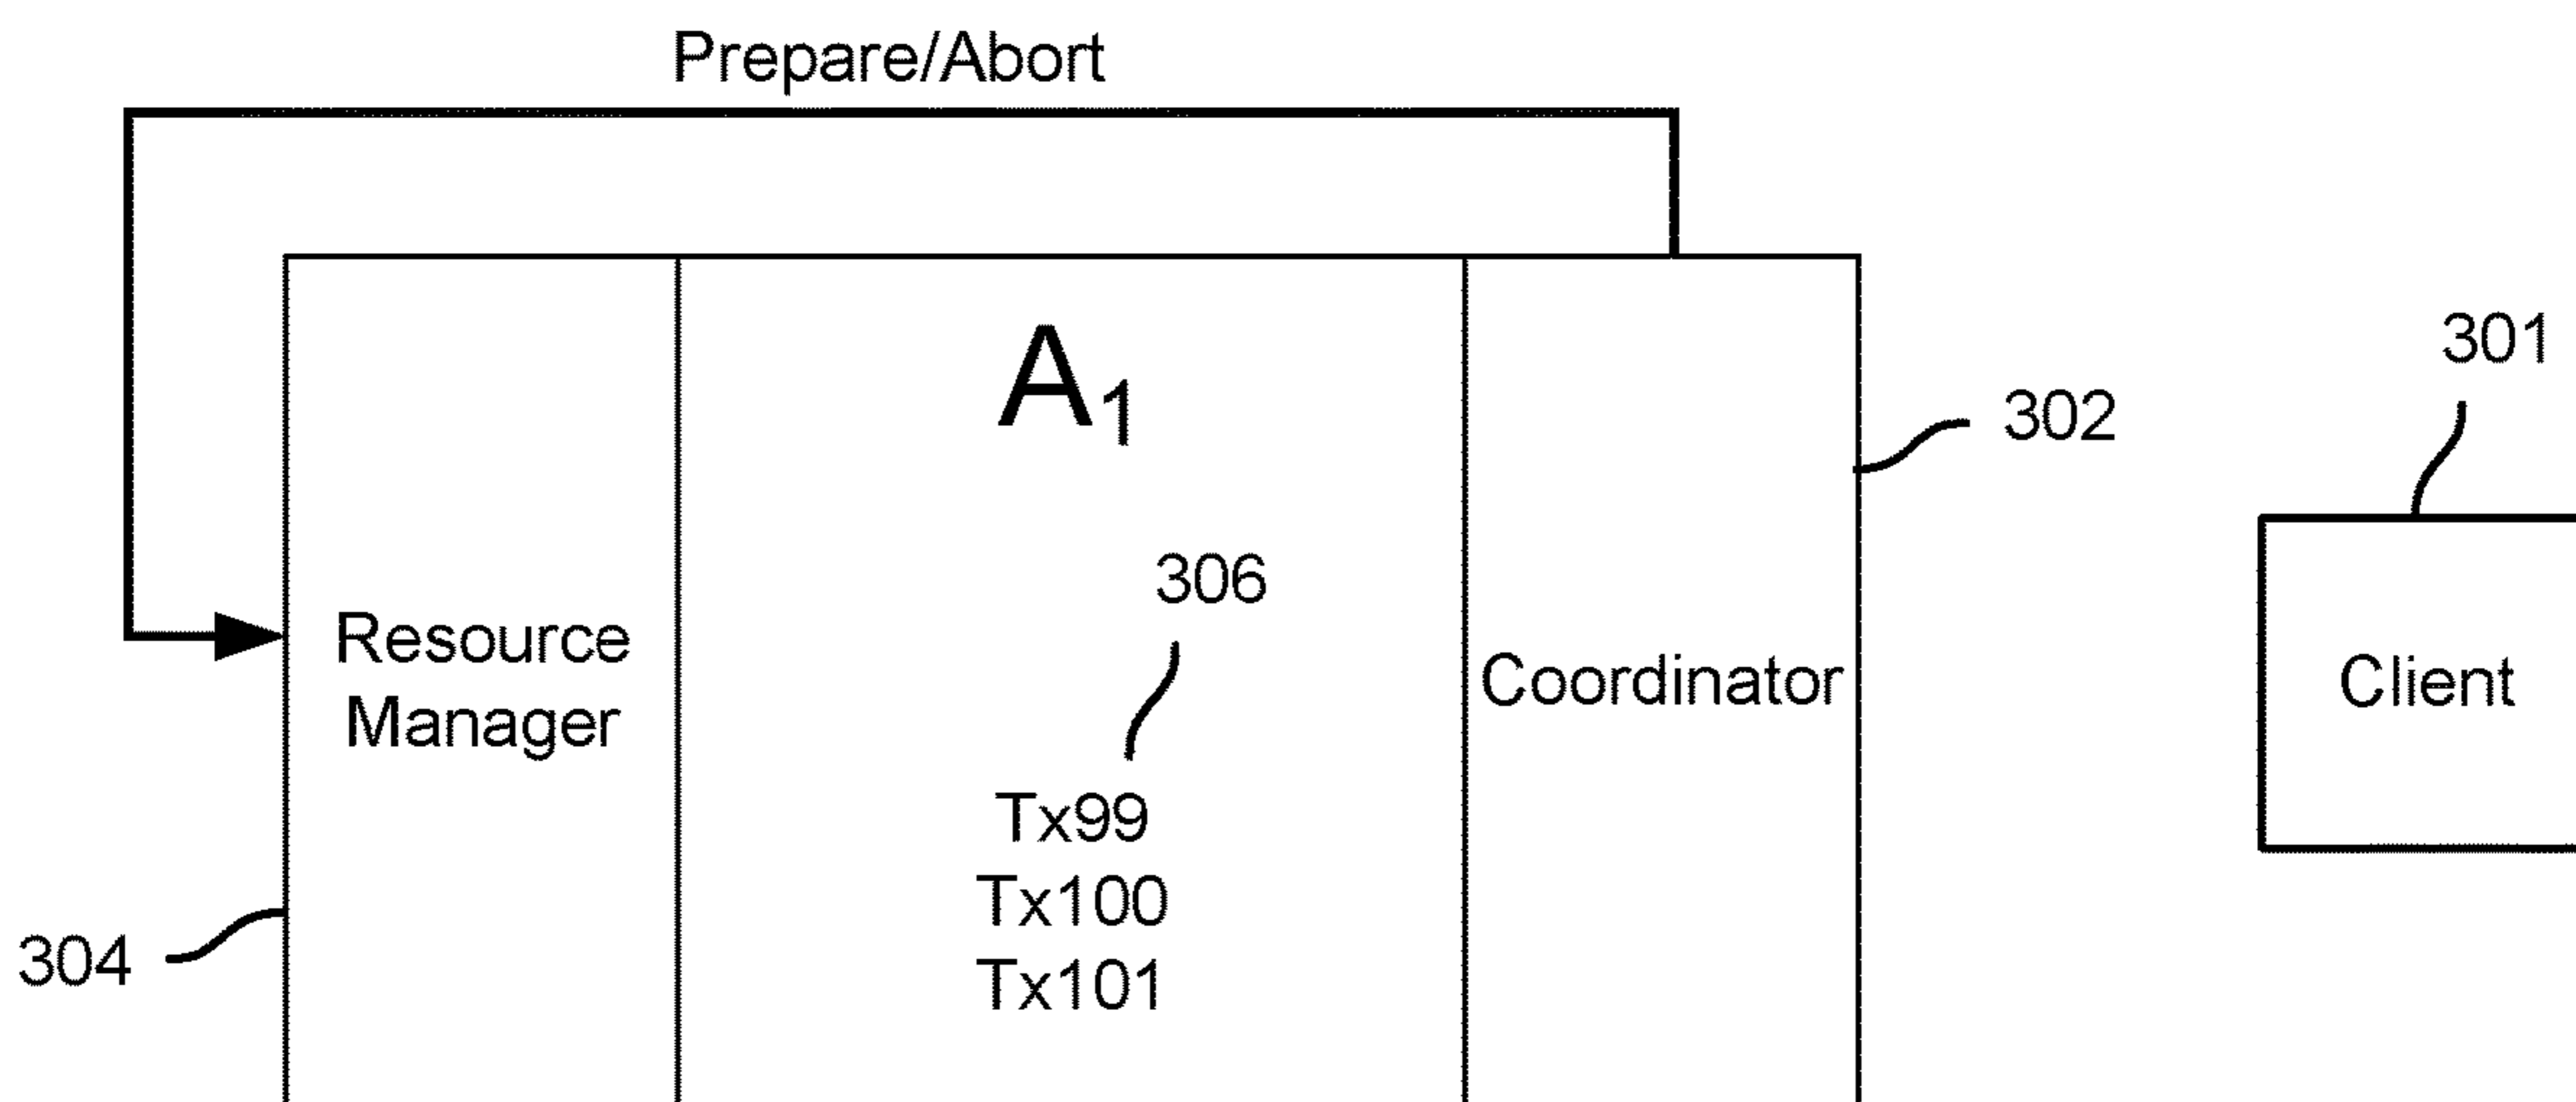 Prepare/Abort
A1
301
302
306
Resource
Manager
Coordinator
Client
Tx99
Tx100
Tx101
304